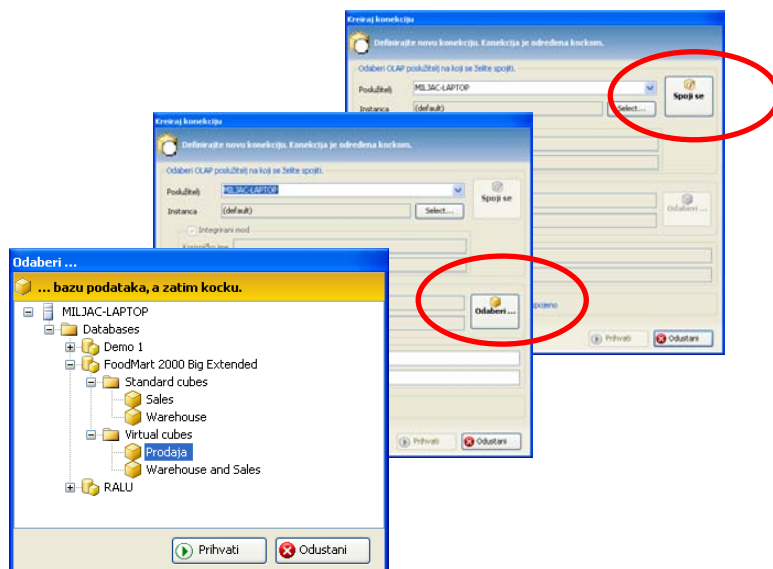 Kreiraj konekciju
Definirajte novu konekciju. Konekcija je određena kockom.
Odaberi OLAP poslužitelj na koji se želite spojiti.
Poslužitelj MILJAC-LAPTOP
Spoji se
Instanca (default) Select...
Odaberi ...
spojeno
Prihvati Odustani
Kreiraj konekciju
Definirajte novu konekciju. Konekcija je određena kockom.
Odaberi OLAP poslužitelj na koji se želite spojiti.
Poslužitelj MILJAC-LAPTOP
Spoji se
Instanca (default) Select...
Integrirani mod
Korisničko ime
Odaberi ...
Prihvati Odustani
Odaberi ...
... bazu podataka, a zatim kocku.
MILJAC-LAPTOP
Databases
Demo 1
FoodMart 2000 Big Extended
Standard cubes
Sales
Warehouse
Virtual cubes
Prodaja
Warehouse and Sales
RALU
Prihvati Odustani